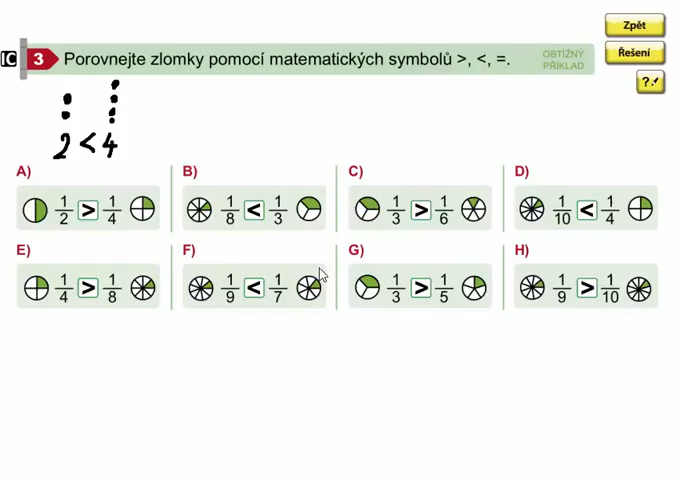 Zpět
IC 3 Porovnejte zlomky pomocí matematických symbolů >, <, =. OBTÍŽNÝ PŘÍKLAD
Řešení
?
2 < 4
A) B) C) D)
1/2 > 1/4 1/8 < 1/3 1/3 > 1/6 1/10 < 1/4
E) F) G) H)
1/4 > 1/8 1/9 < 1/7 1/3 > 1/5 1/9 > 1/10